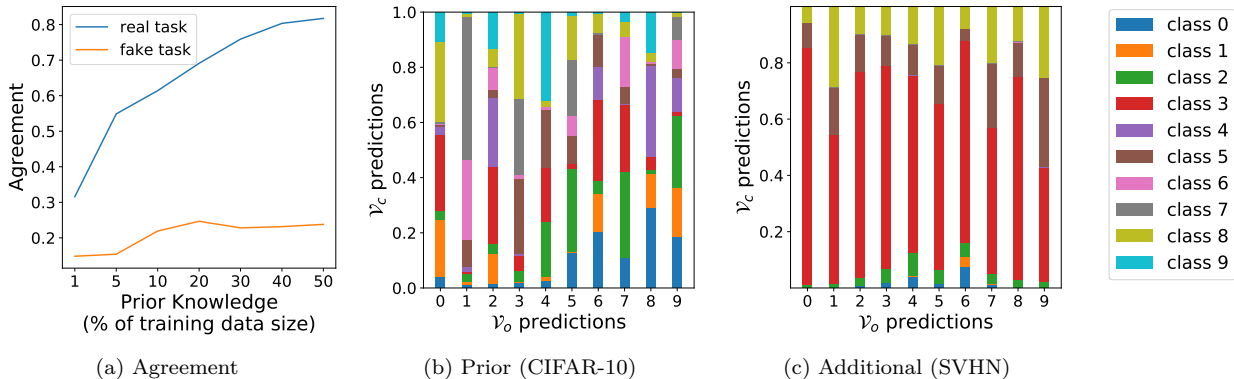 real task
fake task
0.8
0.7
0.6
0.5
0.4
0.3
0.2
Agreement
1 5 10 20 30 40 50
Prior Knowledge
(% of training data size)
(a) Agreement
1.0
0.8
0.6
0.4
0.2
0.0
𝒱c predictions
0 1 2 3 4 5 6 7 8 9
𝒱o predictions
(b) Prior (CIFAR-10)
0.8
0.6
0.4
0.2
𝒱c predictions
0 1 2 3 4 5 6 7 8 9
𝒱o predictions
(c) Additional (SVHN)
class 0
class 1
class 2
class 3
class 4
class 5
class 6
class 7
class 8
class 9